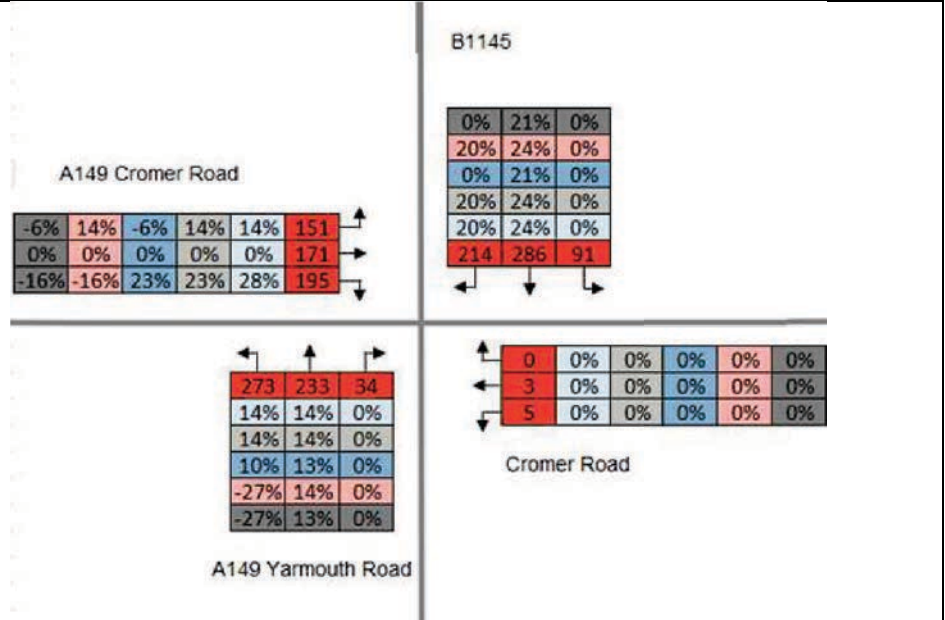 B1145
0% 21% 0%
20% 24% 0%
0% 21% 0%
20% 24% 0%
20% 24% 0%
214 286 91
A149 Cromer Road
-6% 14% -6% 14% 14% 151
0% 0% 0% 0% 0% 171
-16% -16% 23% 23% 28% 195
273 233 34
14% 14% 0%
14% 14% 0%
10% 13% 0%
-27% 14% 0%
-27% 13% 0%
A149 Yarmouth Road
0 0% 0% 0% 0% 0%
3 0% 0% 0% 0% 0%
5 0% 0% 0% 0% 0%
Cromer Road